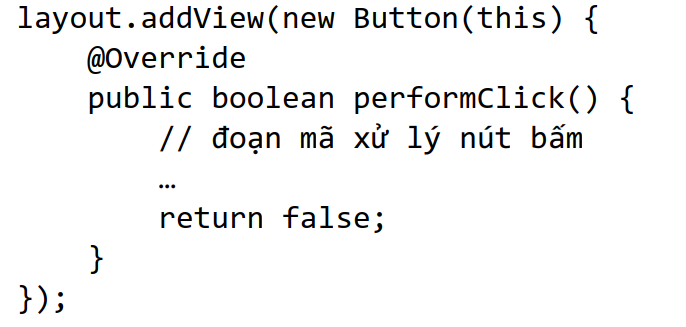 layout.addView(new Button(this) {
    @Override
    public boolean performClick() {
        // đoạn mã xử lý nút bấm
        …
        return false;
    }
});